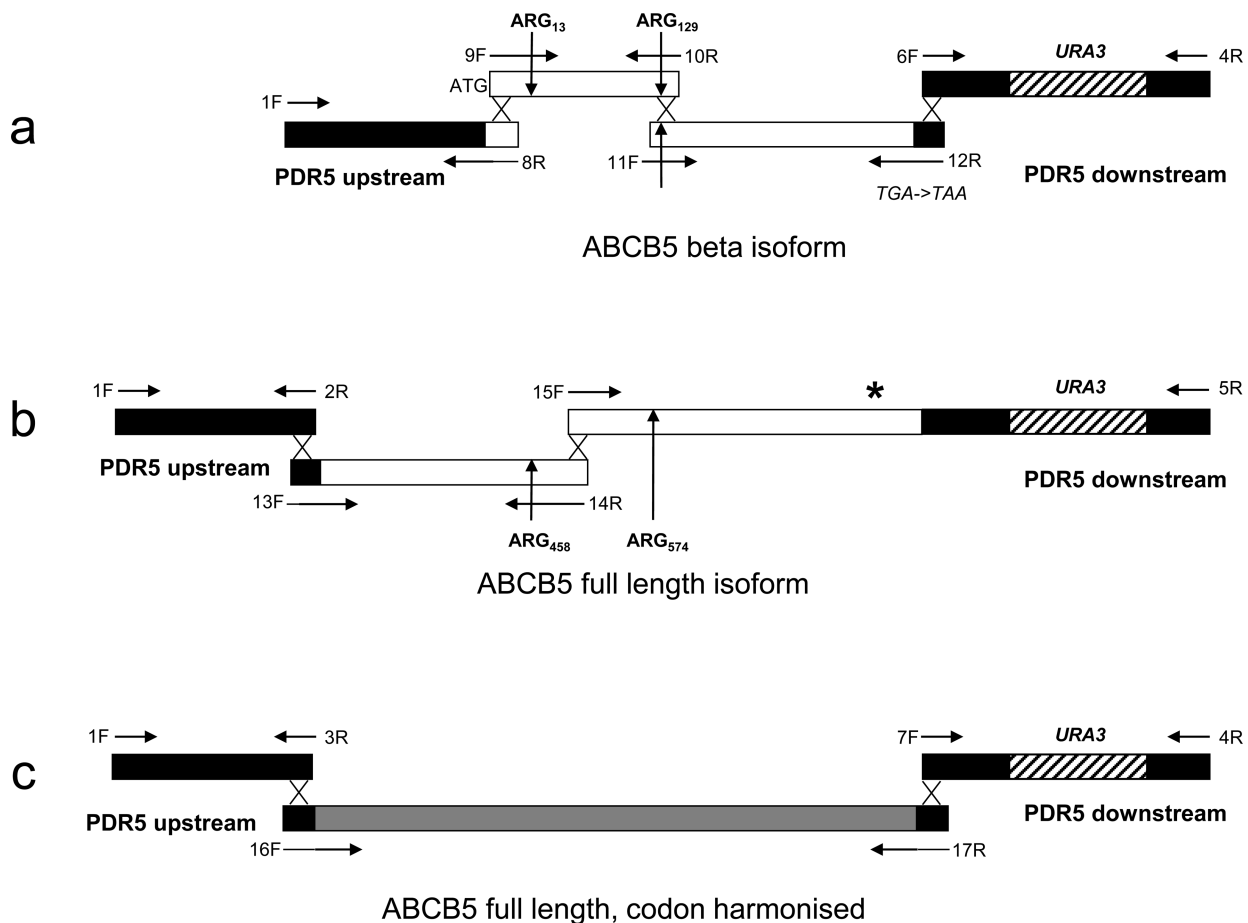 a
ARG13
ARG129
9F
10R
6F
URA3
4R
ATG
1F
8R
11F
12R
PDR5 upstream
PDR5 downstream
TGA->TAA
ABCB5 beta isoform
b
1F
2R
15F
*
URA3
5R
PDR5 upstream
PDR5 downstream
13F
14R
ARG458
ARG574
ABCB5 full length isoform
c
1F
3R
7F
URA3
4R
PDR5 upstream
PDR5 downstream
16F
17R
ABCB5 full length, codon harmonised